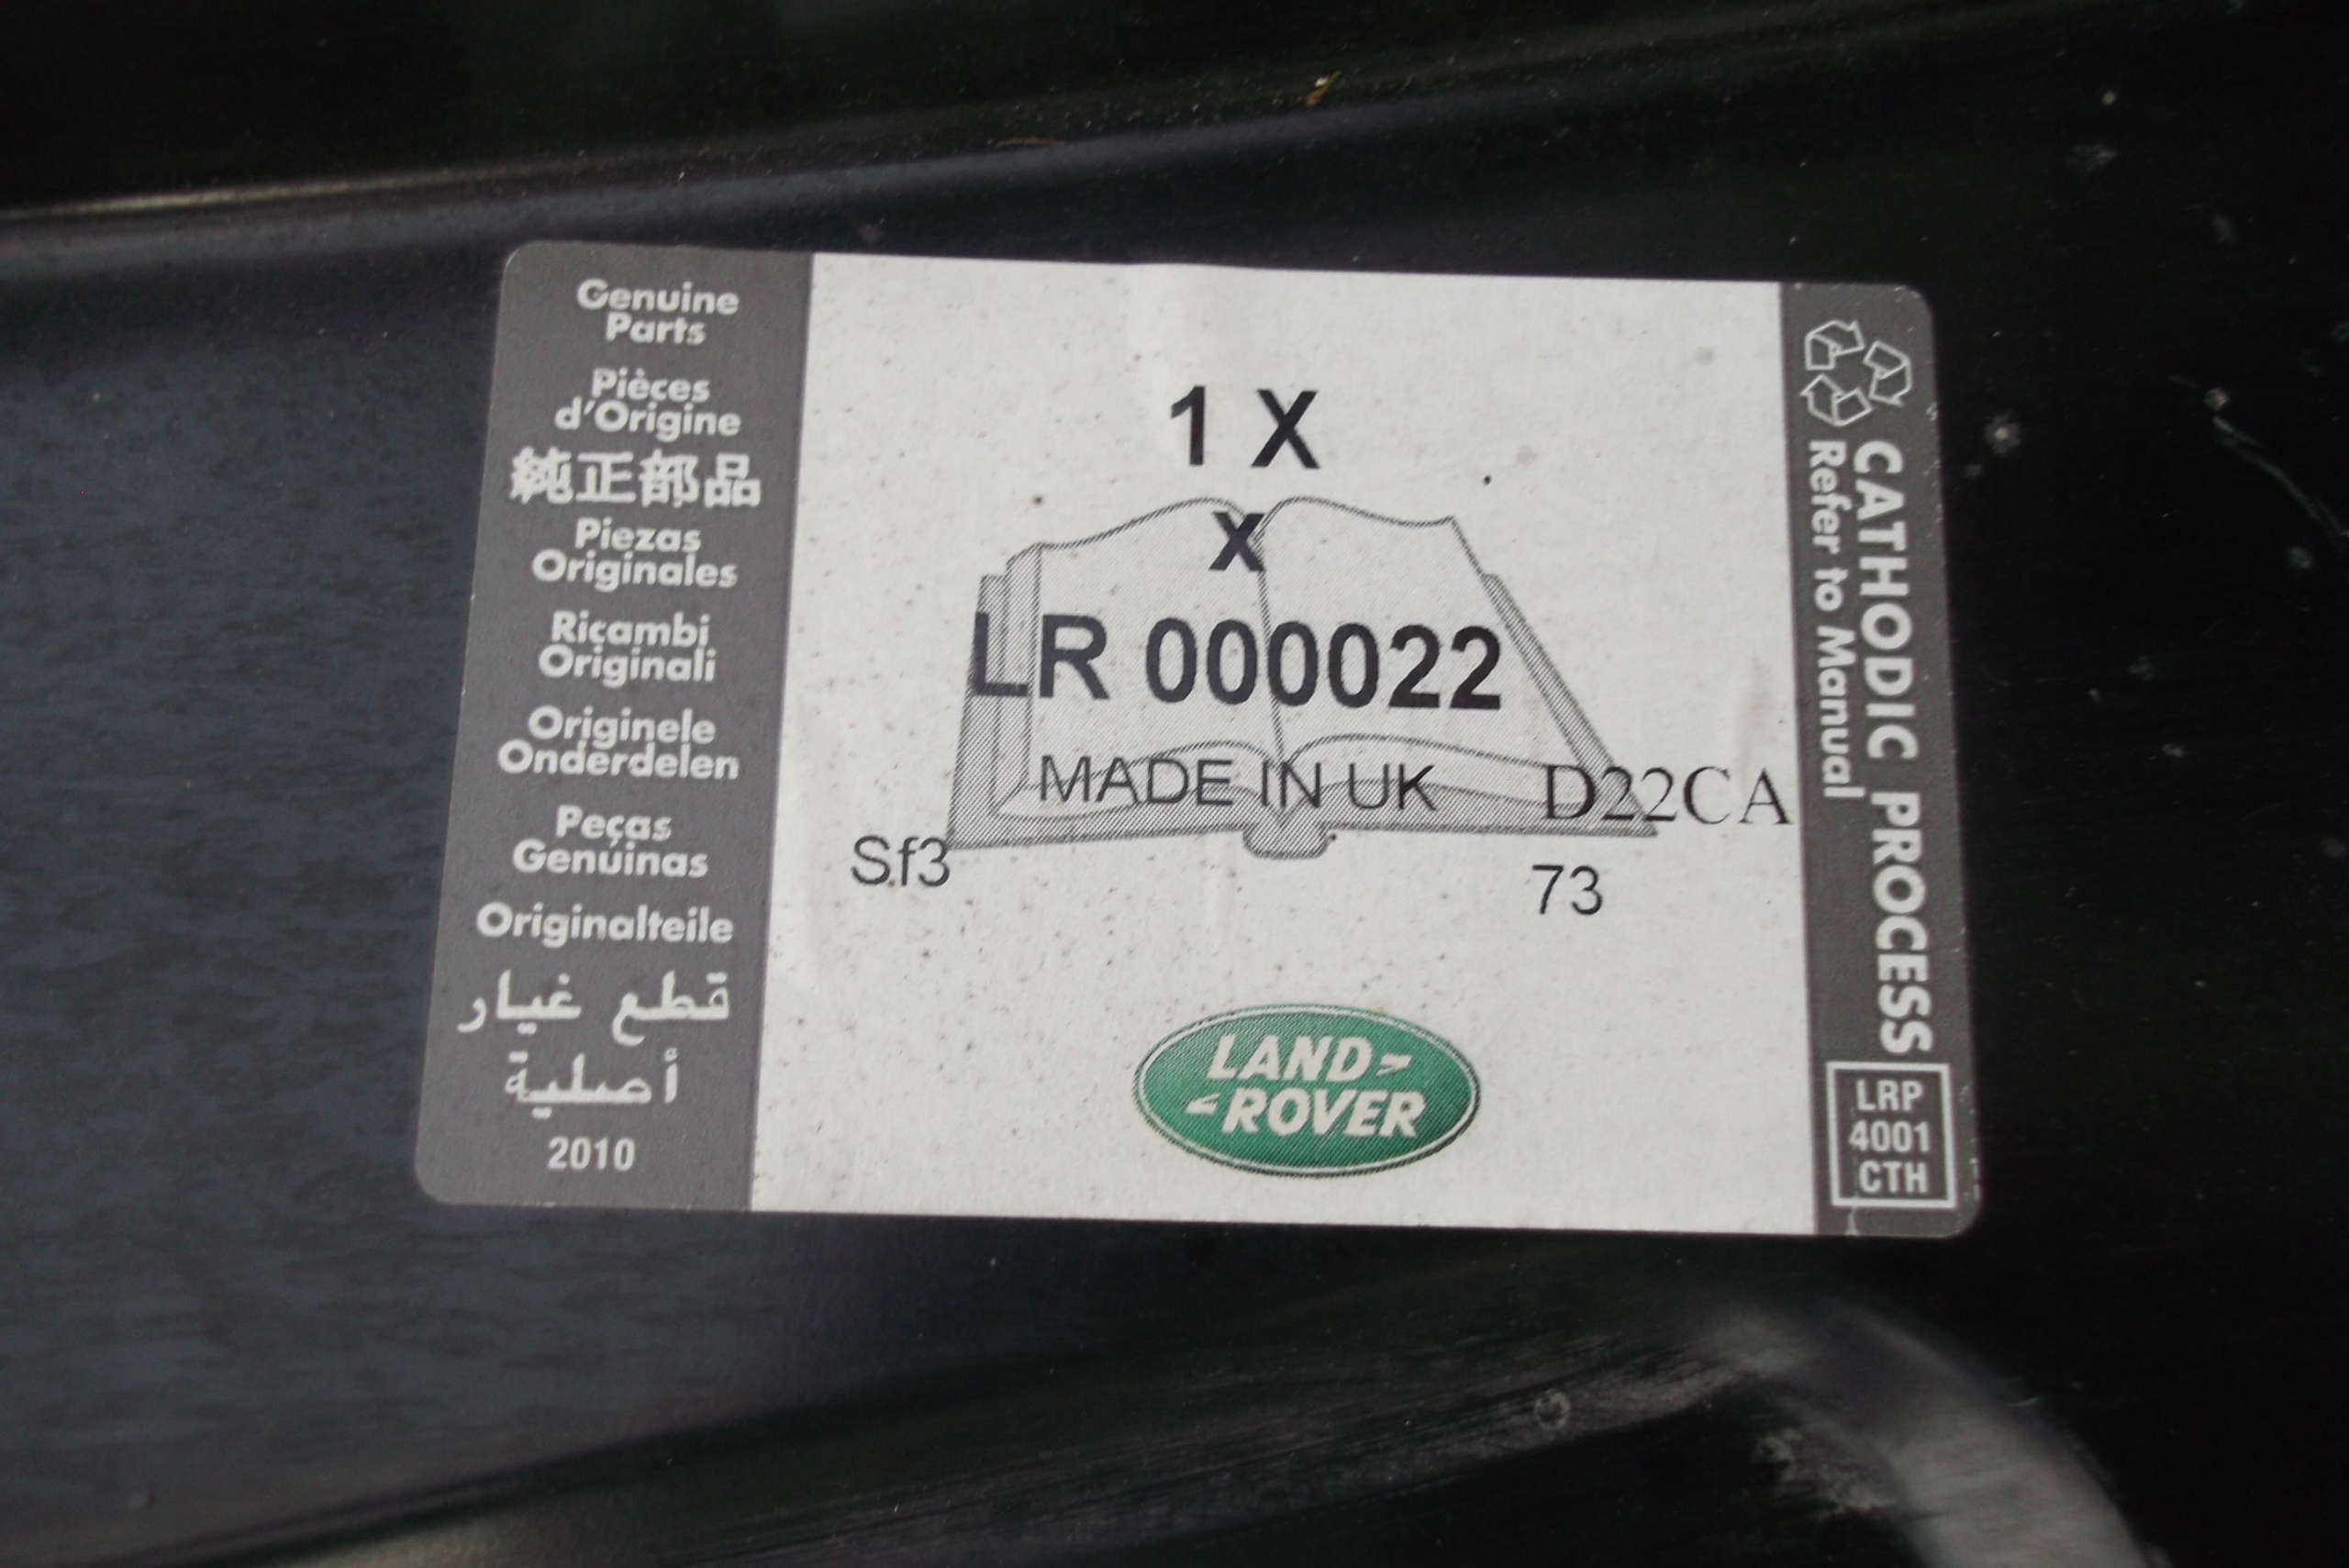 Genuine
Parts
Pièces
d'Origine
純正部品
Piezas
Originales
Ricambi
Originali
Originele
Onderdelen
Peças
Genúinas
Originalteile
قطع غيار
أصلية
2010
1 X
X
LR 000022
MADE IN UK
D22CA
Sf3
73
LAND-
-ROVER
CATHODIC PROCESS
Refer to Manual
LRP
4001
CTH